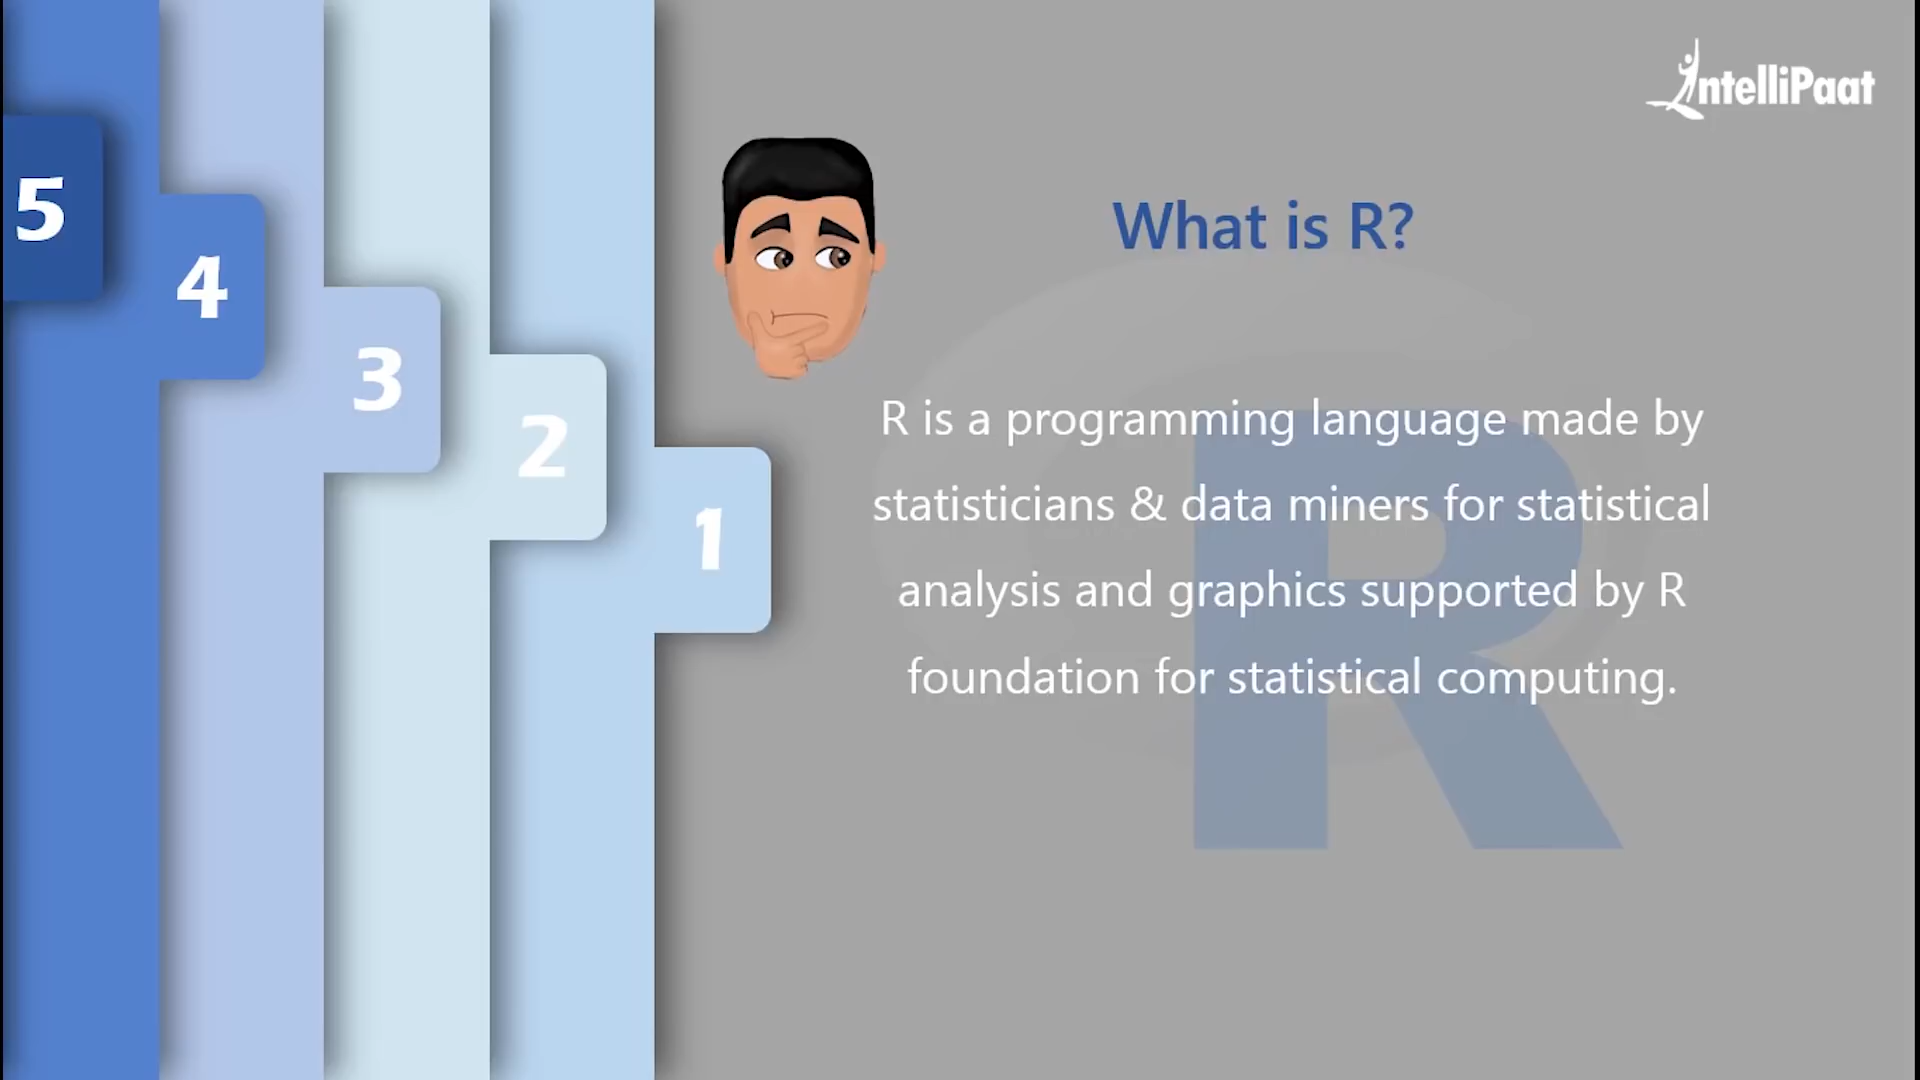 5
4
3
2
1
IntelliPaat
What is R?
R is a programming language made by
statisticians & data miners for statistical
analysis and graphics supported by R
foundation for statistical computing.
R